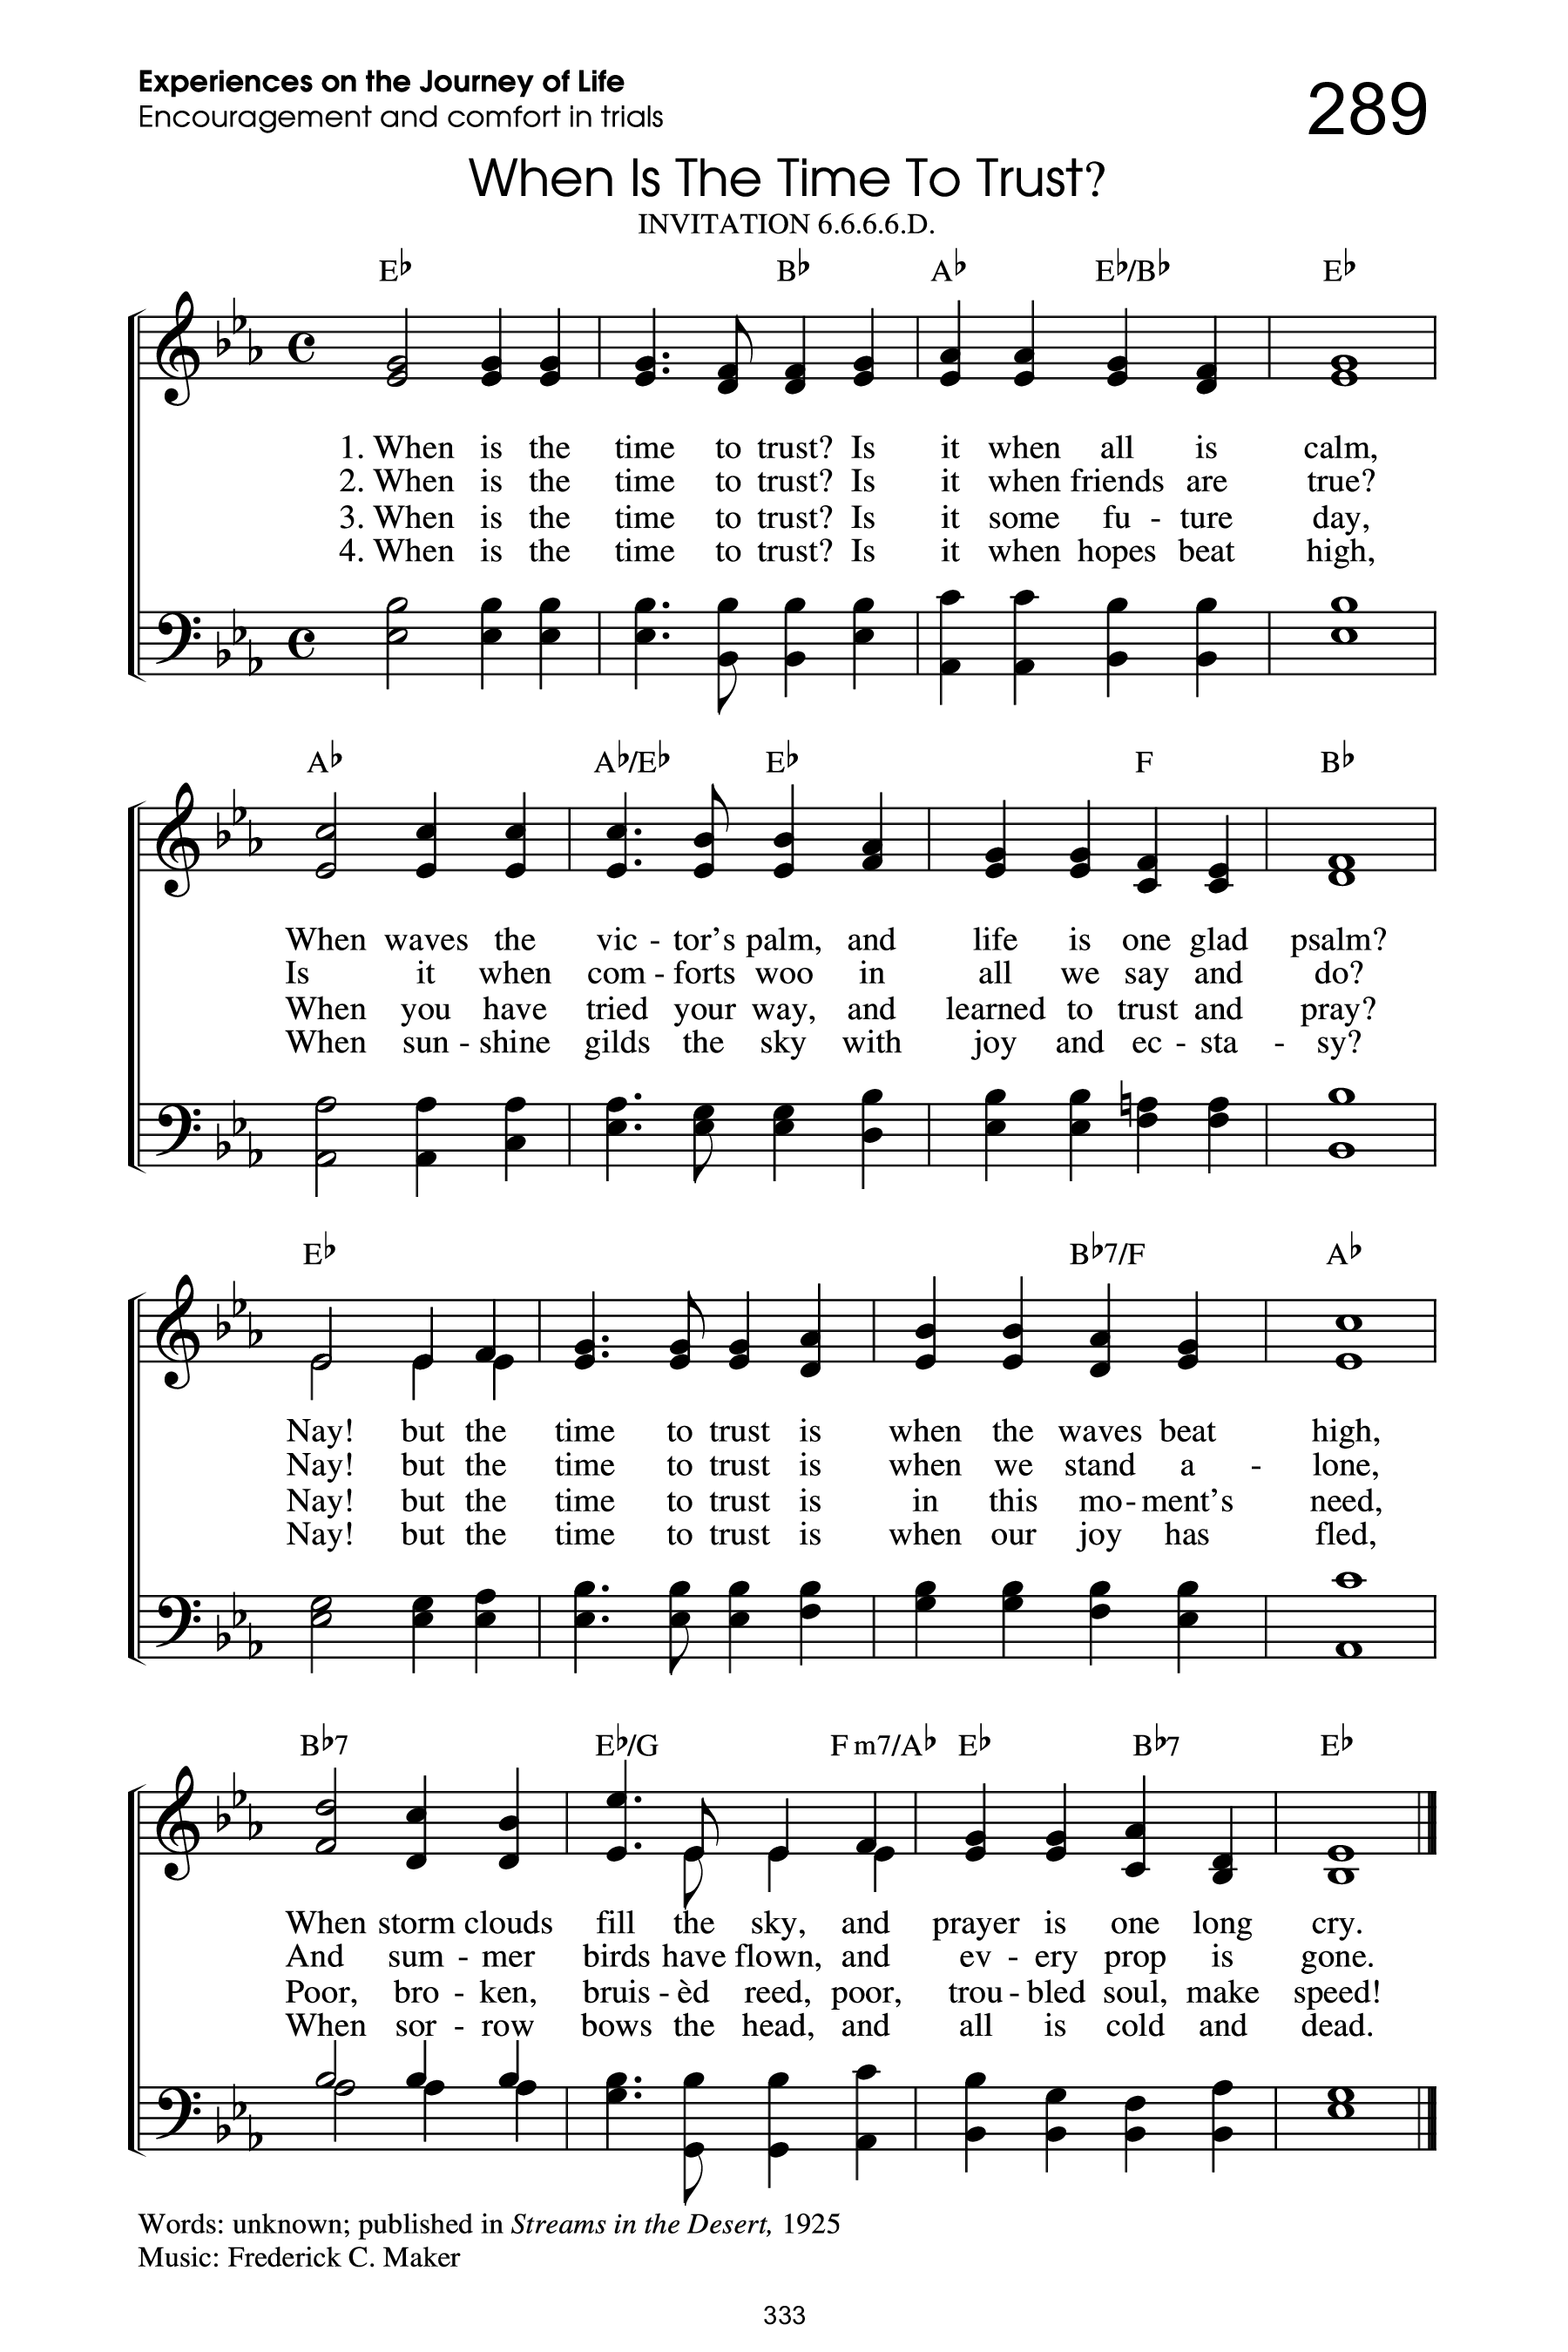 Experiences on the Journey of Life
Encouragement and comfort in trials
289
When Is The Time To Trust?
INVITATION 6.6.6.6.D.
E♭ B♭ A♭ E♭/B♭ E♭
1. When is the time to trust? Is it when all is calm,
2. When is the time to trust? Is it when friends are true?
3. When is the time to trust? Is it some fu - ture day,
4. When is the time to trust? Is it when hopes beat high,
A♭ A♭/E♭ E♭ F B♭
When waves the vic - tor's palm, and life is one glad psalm?
Is it when com - forts woo in all we say and do?
When you have tried your way, and learned to trust and pray?
When sun - shine gilds the sky with joy and ec - sta - sy?
E♭ B♭7/F A♭
Nay! but the time to trust is when the waves beat high,
Nay! but the time to trust is when we stand a - lone,
Nay! but the time to trust is in this mo - ment's need,
Nay! but the time to trust is when our joy has fled,
B♭7 E♭/G F m7/A♭ E♭ B♭7 E♭
When storm clouds fill the sky, and prayer is one long cry.
And sum - mer birds have flown, and ev - ery prop is gone.
Poor, bro - ken, bruis - èd reed, poor, trou - bled soul, make speed!
When sor - row bows the head, and all is cold and dead.
Words: unknown; published in Streams in the Desert, 1925
Music: Frederick C. Maker
333